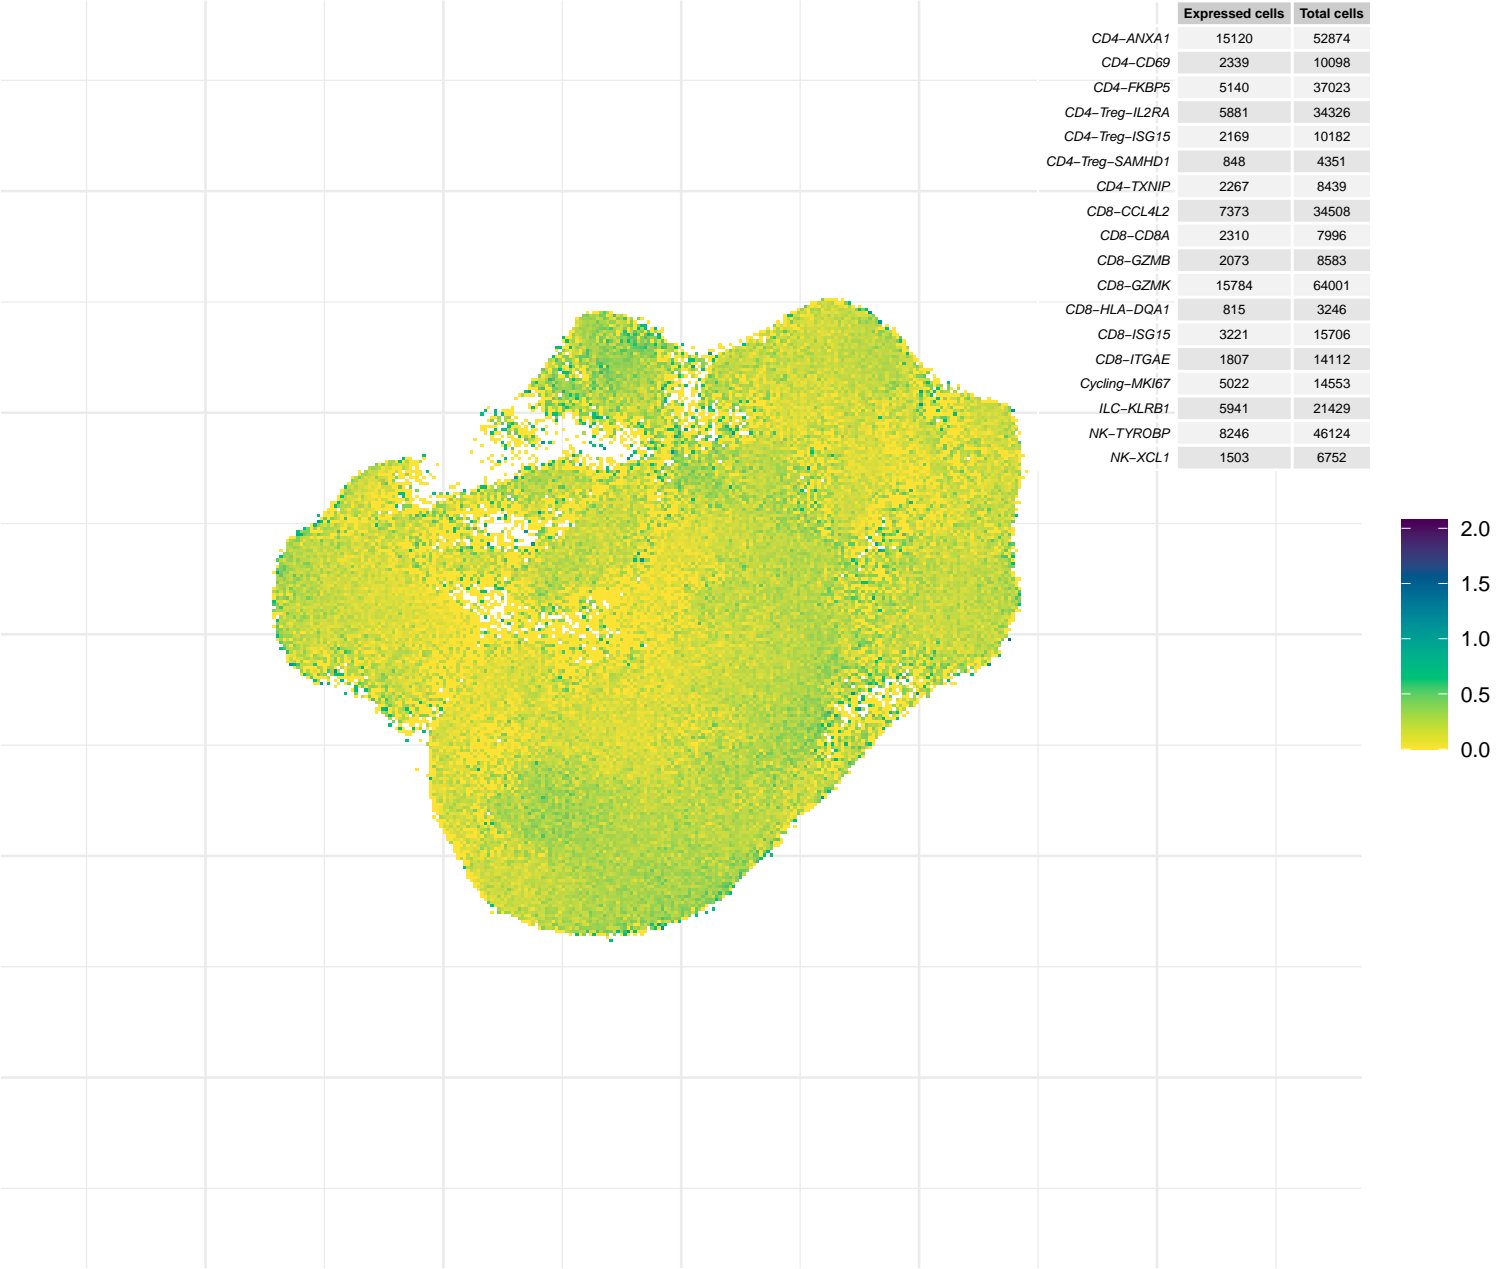 Expressed cells Total cells
CD4−ANXA1 15120 52874
CD4−CD69 2339 10098
CD4−FKBP5 5140 37023
CD4−Treg−IL2RA 5881 34326
CD4−Treg−ISG15 2169 10182
CD4−Treg−SAMHD1 848 4351
CD4−TXNIP 2267 8439
CD8−CCL4L2 7373 34508
CD8−CD8A 2310 7996
CD8−GZMB 2073 8583
CD8−GZMK 15784 64001
CD8−HLA−DQA1 815 3246
CD8−ISG15 3221 15706
CD8−ITGAE 1807 14112
Cycling−MKI67 5022 14553
ILC−KLRB1 5941 21429
NK−TYROBP 8246 46124
NK−XCL1 1503 6752
2.0
1.5
1.0
0.5
0.0